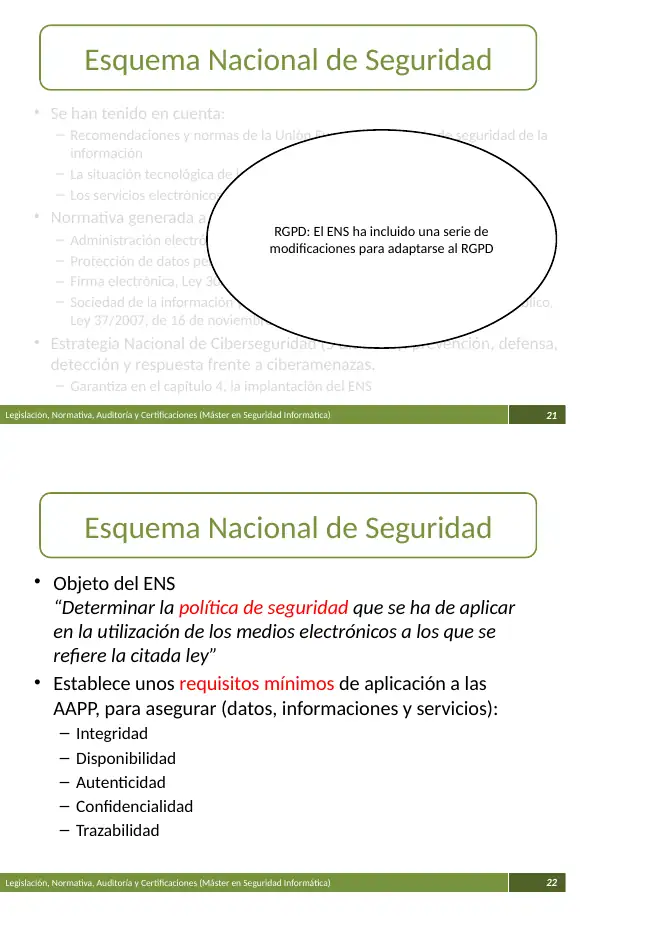 Esquema Nacional de Seguridad
• Se han tenido en cuenta:
– Recomendaciones y normas de la Unión de seguridad de la
información
– La situación tecnológica de
– Los servicios electrónicos
• Normativa generada a
– Administración electró
– Protección de datos pe
– Firma electrónica, Ley
– Sociedad de la información
Ley 37/2007, de 16 de noviemb
• Estrategia Nacional de Ciberseguridad prevención, defensa,
detección y respuesta frente a ciberamenazas.
– Garantiza en el capítulo 4, la implantación del ENS
RGPD: El ENS ha incluido una serie de
modificaciones para adaptarse al RGPD
Legislación, Normativa, Auditoría y Certificaciones (Máster en Seguridad Informática) 21
Esquema Nacional de Seguridad
• Objeto del ENS
“Determinar la política de seguridad que se ha de aplicar
en la utilización de los medios electrónicos a los que se
refiere la citada ley”
• Establece unos requisitos mínimos de aplicación a las
AAPP, para asegurar (datos, informaciones y servicios):
– Integridad
– Disponibilidad
– Autenticidad
– Confidencialidad
– Trazabilidad
Legislación, Normativa, Auditoría y Certificaciones (Máster en Seguridad Informática) 22